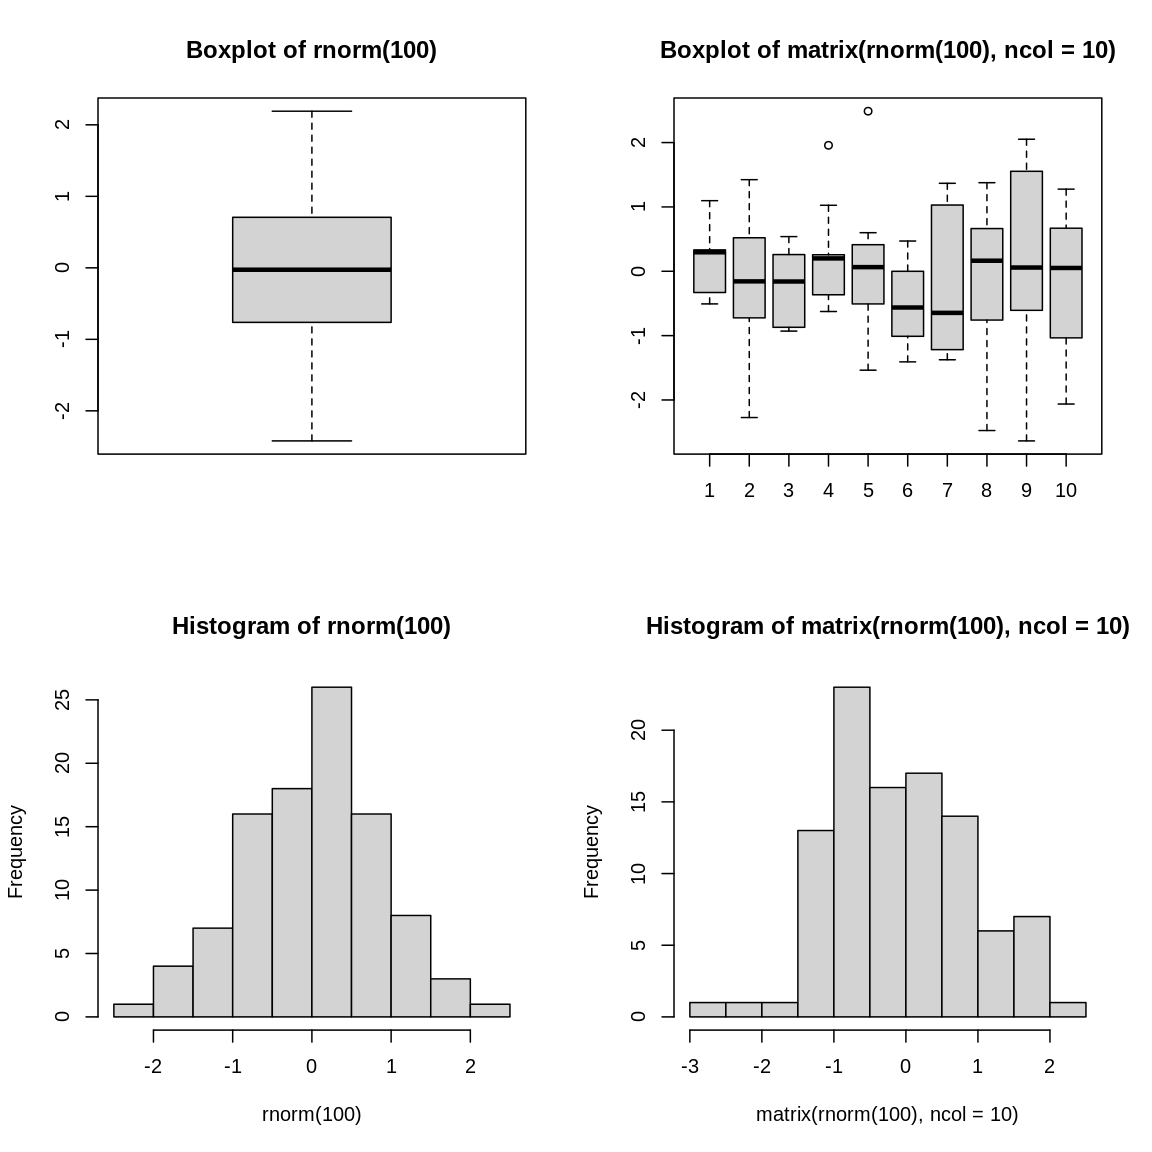 Boxplot of rnorm(100)
2
1
0
-1
-2
Boxplot of matrix(rnorm(100), ncol = 10)
2
1
0
-1
-2
1 2 3 4 5 6 7 8 9 10
Histogram of rnorm(100)
Frequency
25
20
15
10
5
0
-2 -1 0 1 2
rnorm(100)
Histogram of matrix(rnorm(100), ncol = 10)
Frequency
20
15
10
5
0
-3 -2 -1 0 1 2
matrix(rnorm(100), ncol = 10)